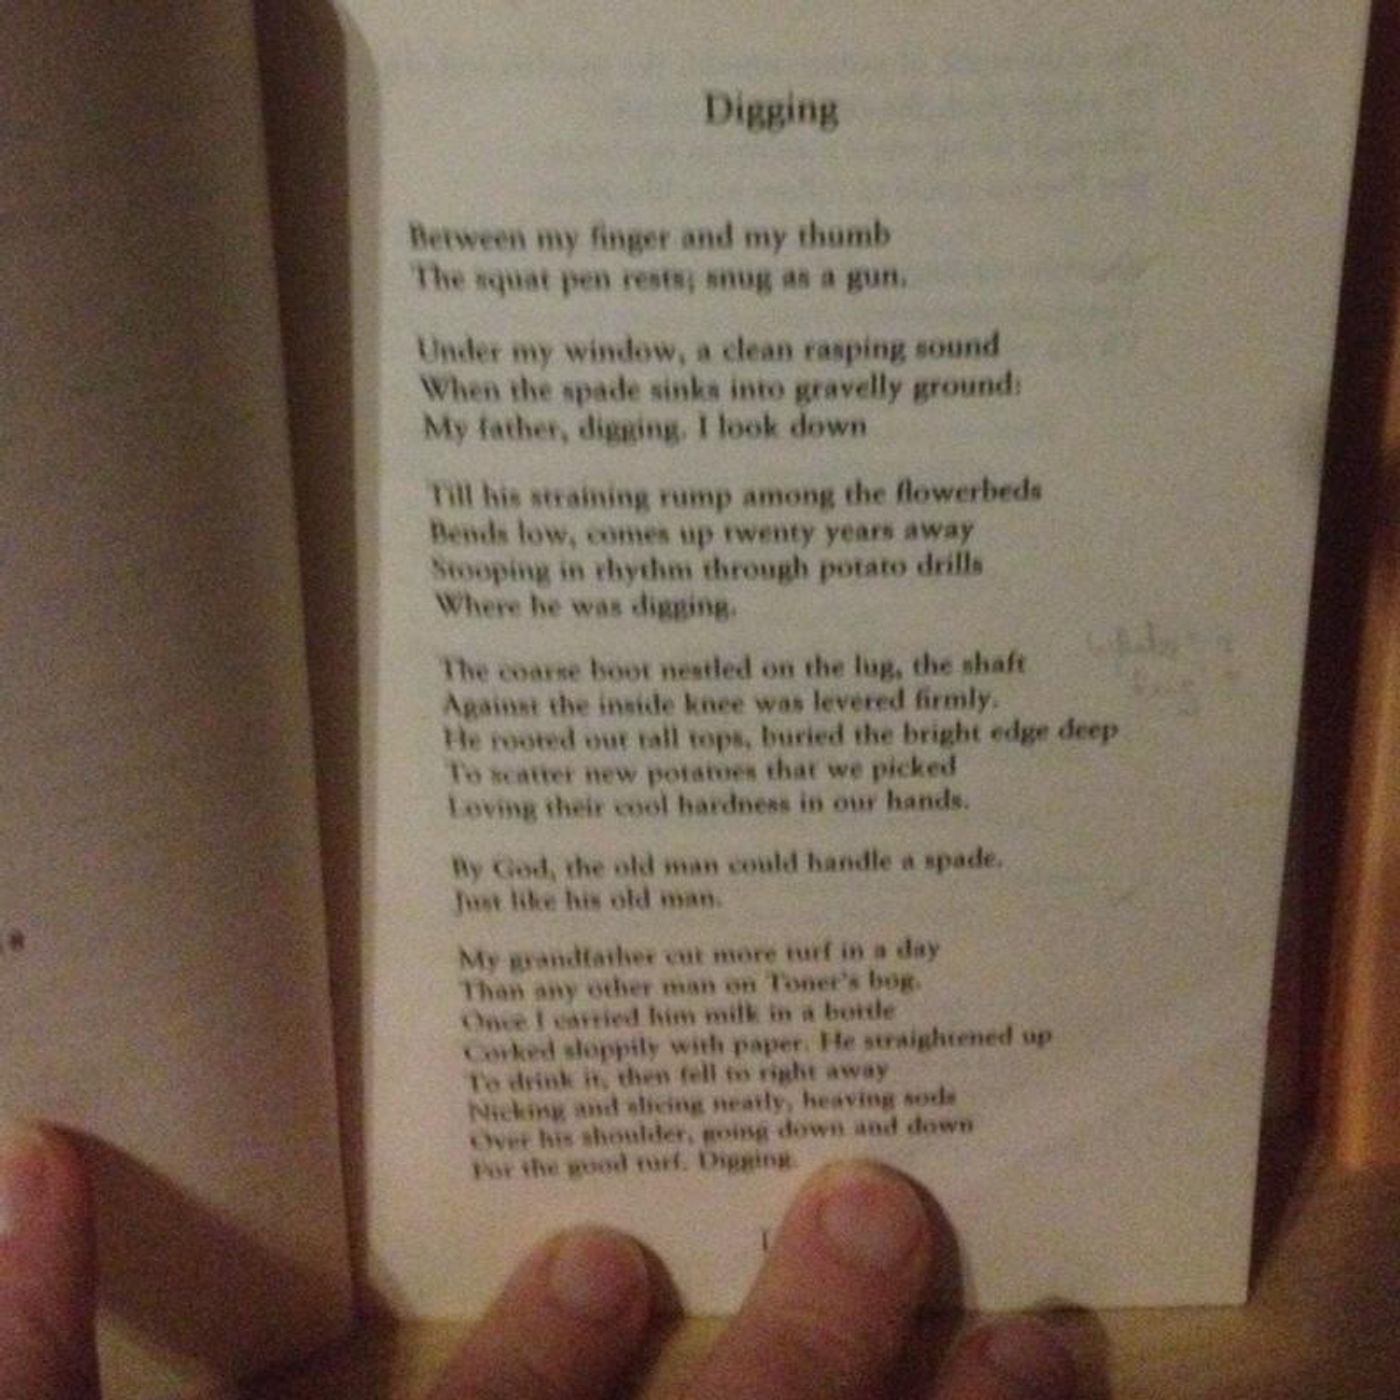 Digging
Between my finger and my thumb
The squat pen rests; snug as a gun.
Under my window, a clean rasping sound
When the spade sinks into gravelly ground:
My father, digging. I look down
Till his straining rump among the flowerbeds
Bends low, comes up twenty years away
Stooping in rhythm through potato drills
Where he was digging.
The coarse boot nestled on the lug, the shaft
Against the inside knee was levered firmly.
He rooted out tall tops, buried the bright edge deep
To scatter new potatoes that we picked
Loving their cool hardness in our hands.
By God, the old man could handle a spade.
Just like his old man.
My grandfather cut more turf in a day
Than any other man on Toner's bog.
Once I carried him milk in a bottle
Corked sloppily with paper. He straightened up
To drink it, then fell to right away
Nicking and slicing neatly, heaving sods
Over his shoulder, going down and down
For the good turf. Digging.